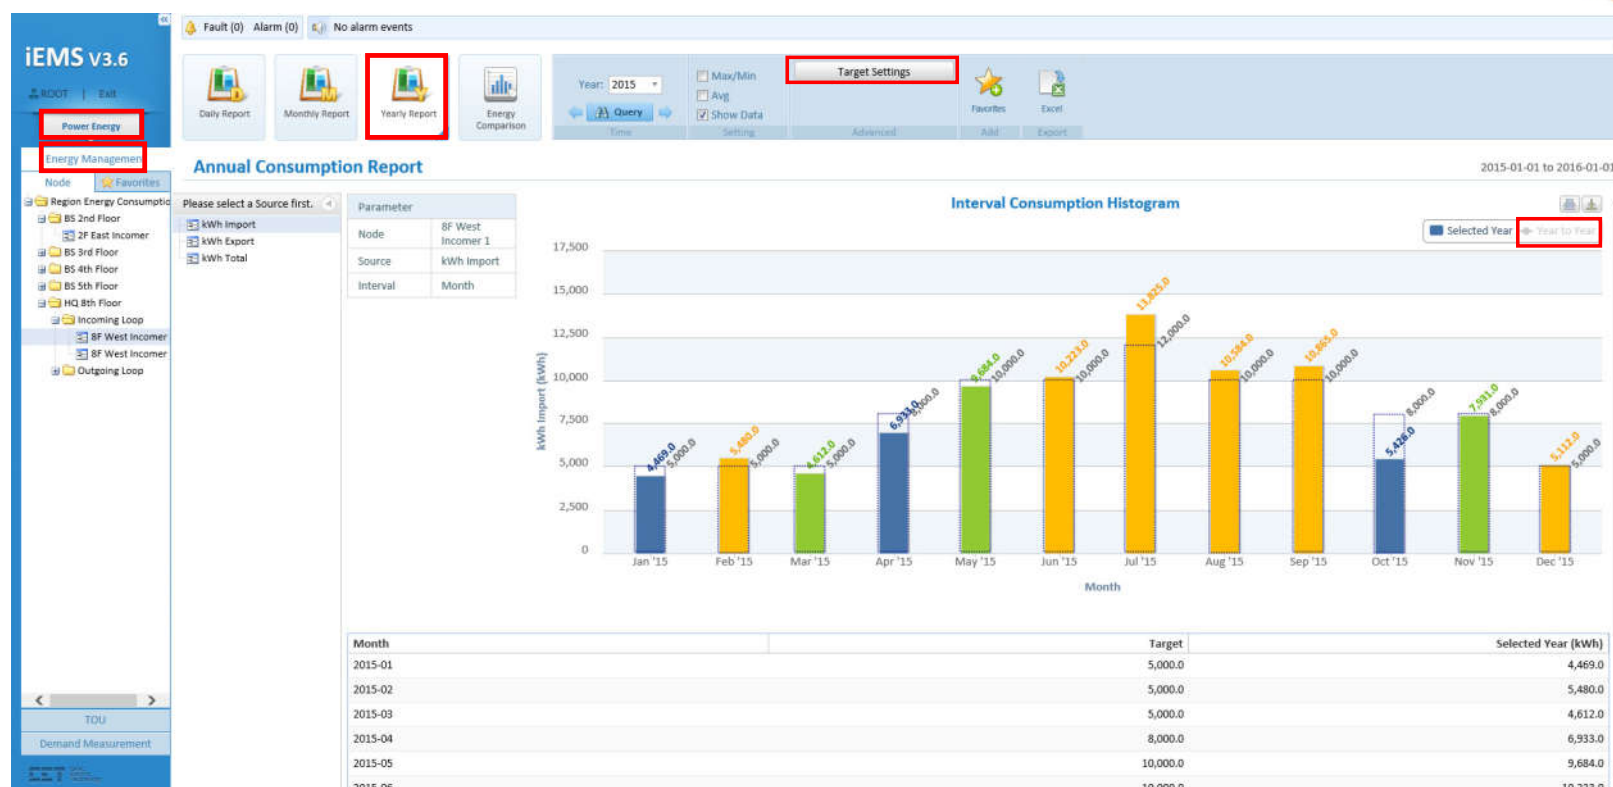 Fault (0) Alarm (0) No alarm events
iEMS V3.6
ROOT | Exit
Power Energy
Energy Managemen
Node Favorites
Region Energy Consumptic
BS 2nd Floor
2F East Incomer
BS 3rd Floor
BS 4th Floor
BS 5th Floor
HQ 8th Floor
Incoming Loop
8F West Incomer
8F West Incomer
Outgoing Loop
TOU
Demand Measurement
Daily Report
Monthly Report
Yearly Report
Energy
Comparison
Year: 2015
Query
Time
Max/Min
Avg
Show Data
Setting
Target Settings
Advanced
Favorites
Add
Excel
Export
Annual Consumption Report
2015-01-01 to 2016-01-01
Please select a Source first.
kWh Import
kWh Export
kWh Total
Parameter
Node 8F West Incomer 1
Source kWh Import
Interval Month
Interval Consumption Histogram
Selected Year Year to Year
kWh Import (kWh)
17,500
15,000
12,500
10,000
7,500
5,000
2,500
0
4,469.0 5,000.0
5,480.0 5,000.0
4,612.0 5,000.0
6,933.0 8,000.0
9,684.0 10,000.0
10,223.0 10,000.0
13,825.0 12,000.0
10,584.0 10,000.0
10,865.0 10,000.0
5,426.0 8,000.0
7,931.0 8,000.0
5,112.0 5,000.0
Jan '15 Feb '15 Mar '15 Apr '15 May '15 Jun '15 Jul '15 Aug '15 Sep '15 Oct '15 Nov '15 Dec '15
Month
Month Target Selected Year (kWh)
2015-01 5,000.0 4,469.0
2015-02 5,000.0 5,480.0
2015-03 5,000.0 4,612.0
2015-04 8,000.0 6,933.0
2015-05 10,000.0 9,684.0
2015-06 10,000.0 10,223.0